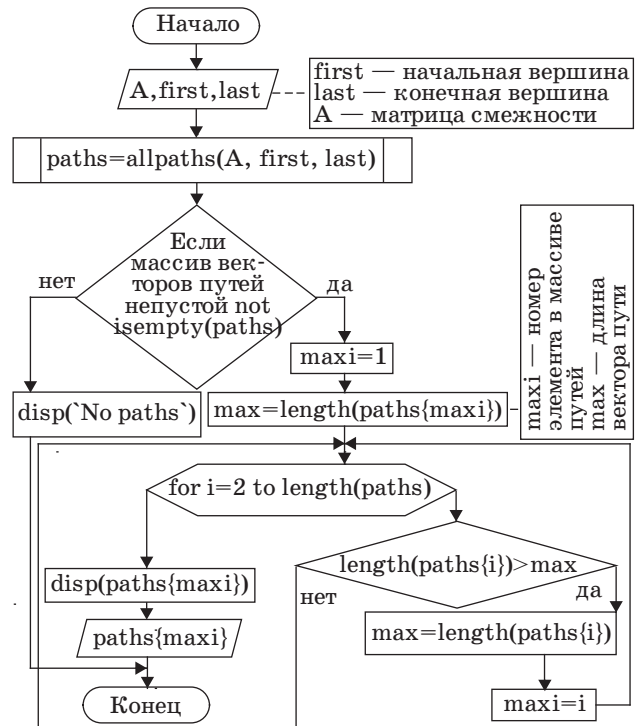 Начало
A,first,last
first — начальная вершина
last — конечная вершина
A — матрица смежности
paths=allpaths(A, first, last)
Если
массив век-
торов путей
непустой not
isempty(paths)
нет
да
maxi=1
disp(`No paths`)
max=length(paths{maxi})
maxi — номер
элемента в массиве
путей
max — длина
вектора пути
for i=2 to length(paths)
length(paths{i})>max
нет
да
disp(paths{maxi})
max=length(paths{i})
paths{maxi}
maxi=i
Конец